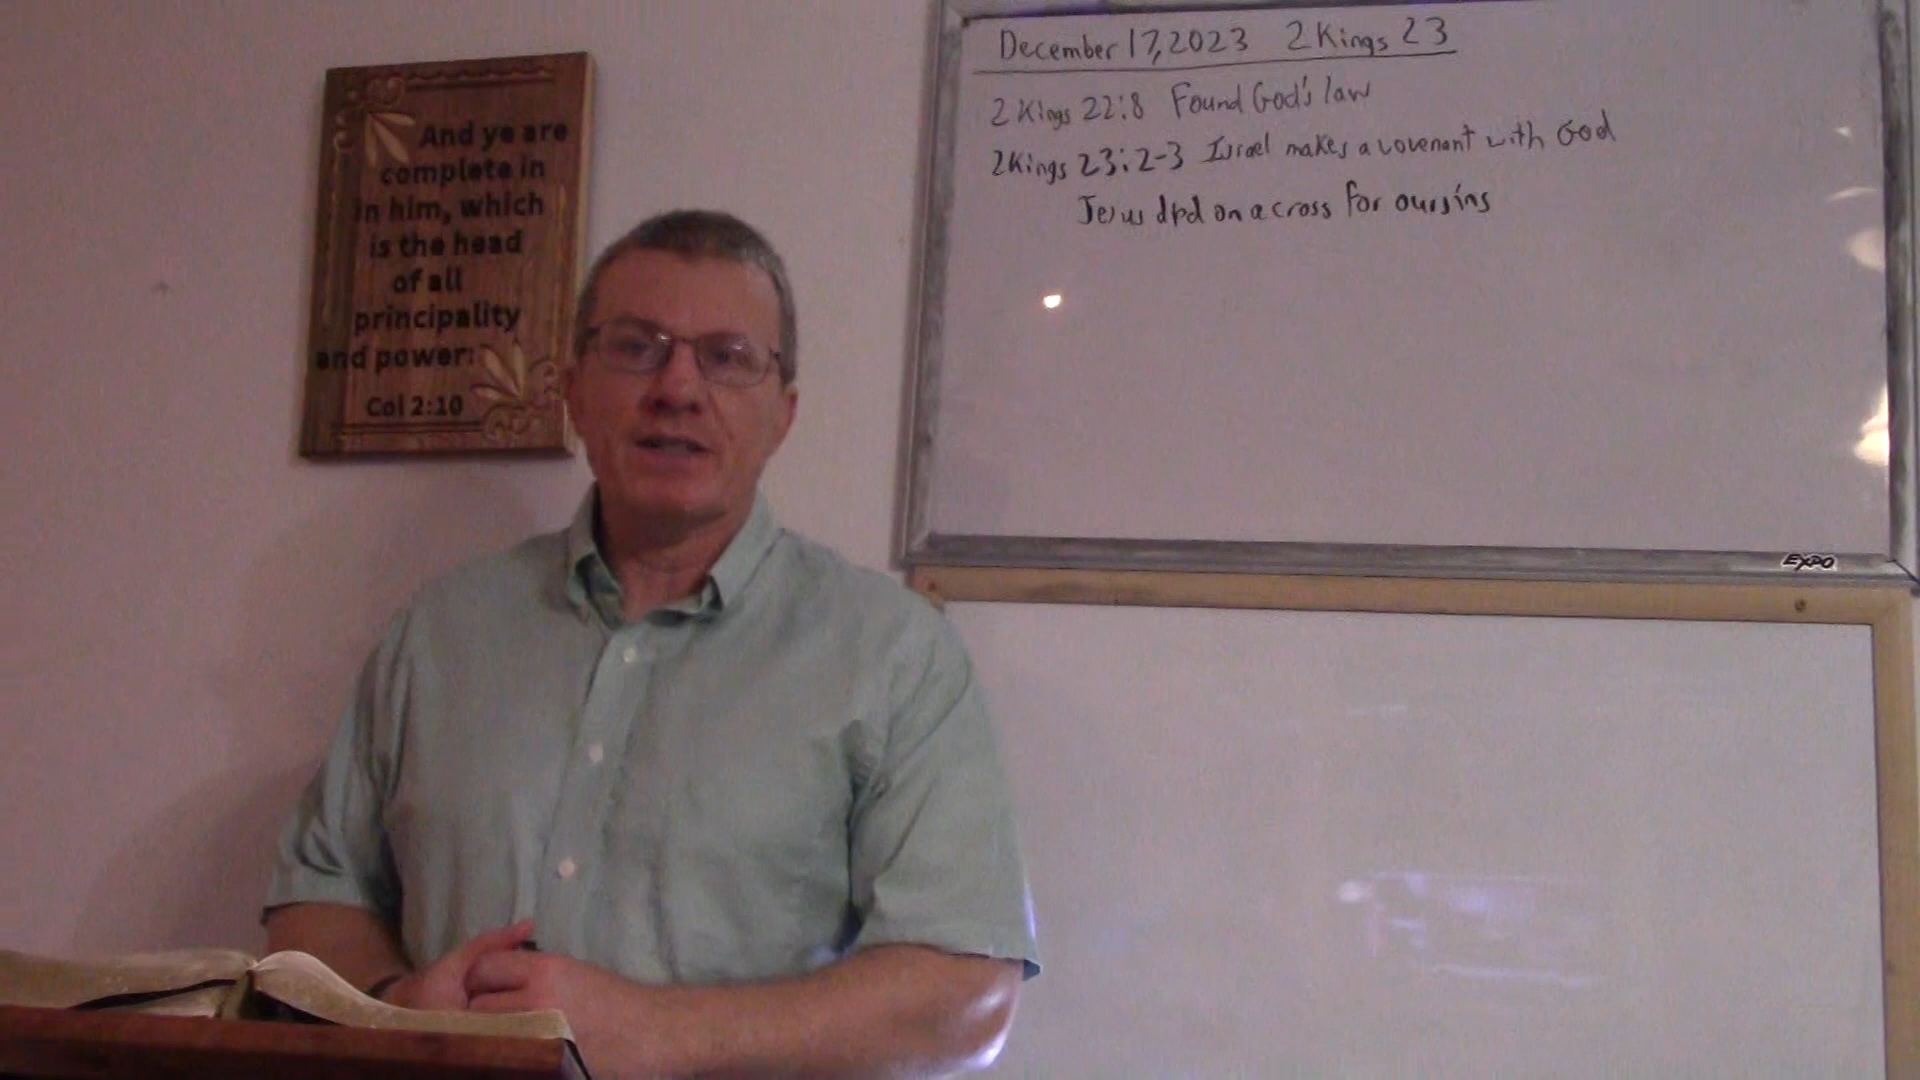 And ye are
complete in
in him, which
is the head
of all
principality
and power:
Col 2:10
December 17, 2023 2 Kings 23
2 Kings 22:8 Found God's law
2 Kings 23:2-3 Israel makes a covenant with God
Jesus died on a cross for our sins
EXPO